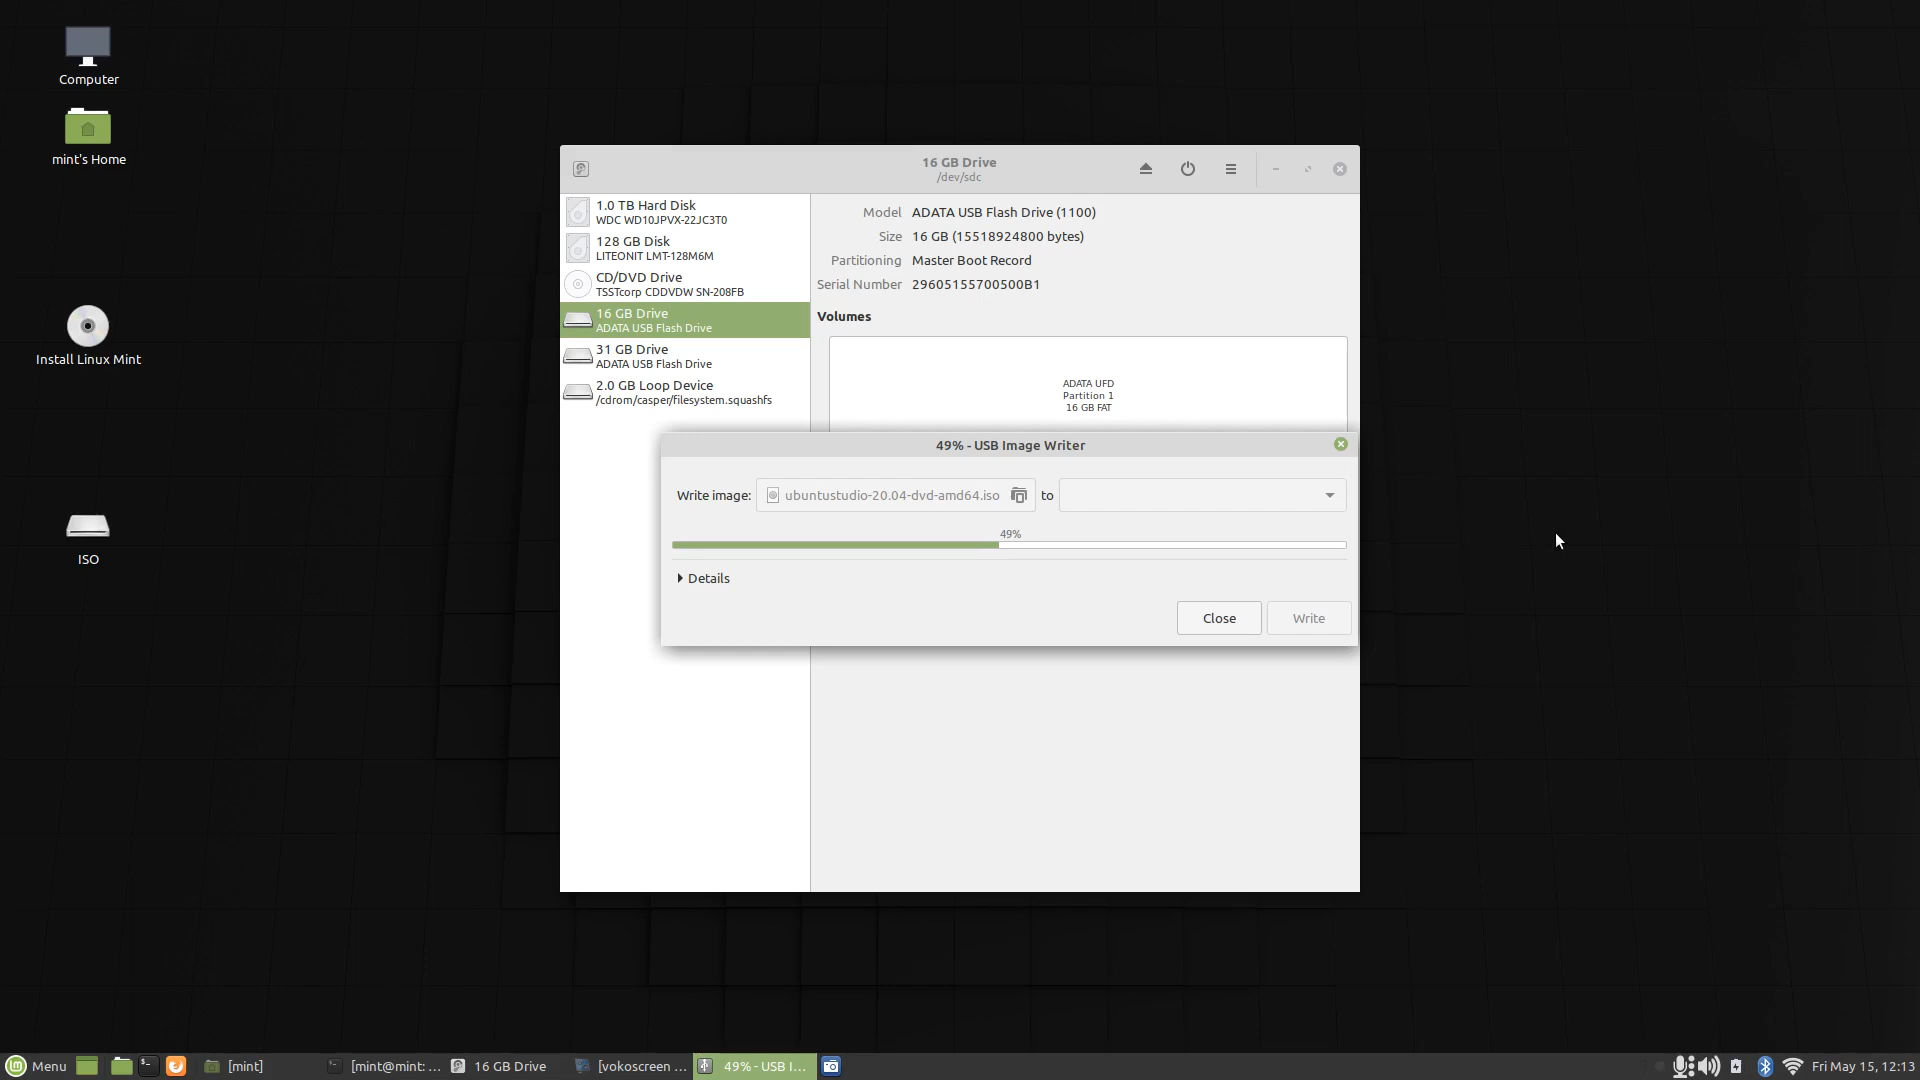 Computer
mint's Home
Install Linux Mint
ISO
16 GB Drive
/dev/sdc
1.0 TB Hard Disk
WDC WD10JPVX-22JC3T0
128 GB Disk
LITEONIT LMT-128M6M
CD/DVD Drive
TSSTcorp CDDVDW SN-208FB
16 GB Drive
ADATA USB Flash Drive
31 GB Drive
ADATA USB Flash Drive
2.0 GB Loop Device
/cdrom/casper/filesystem.squashfs
Model ADATA USB Flash Drive (1100)
Size 16 GB (15518924800 bytes)
Partitioning Master Boot Record
Serial Number 29605155700500B1
Volumes
ADATA UFD
Partition 1
16 GB FAT
49% - USB Image Writer
Write image: ubuntustudio-20.04-dvd-amd64.iso to
49%
Details
Close Write
Menu [mint] [mint@mint: ... 16 GB Drive [vokoscreen ... 49% - USB I... Fri May 15, 12:13